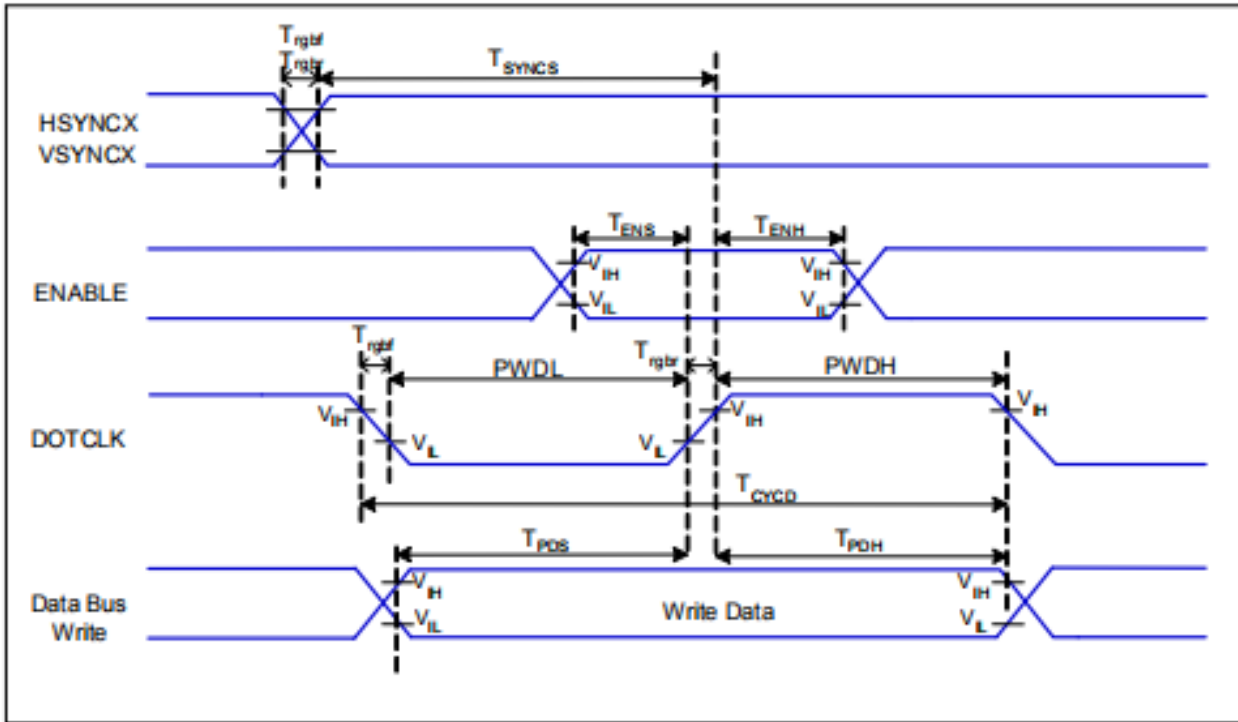 Trgbf
Trgbr
TSYNCS
HSYNCX
VSYNCX
TENS
TENH
VIH
VIH
ENABLE
VIL
VIL
Trgbf
PWDL
Trgbr
PWDH
VIH
VIH
VIH
DOTCLK
VIL
VIL
TCYCD
TPDS
TPDH
VIH
VIH
Data Bus
Write
Write Data
VIL
VIL